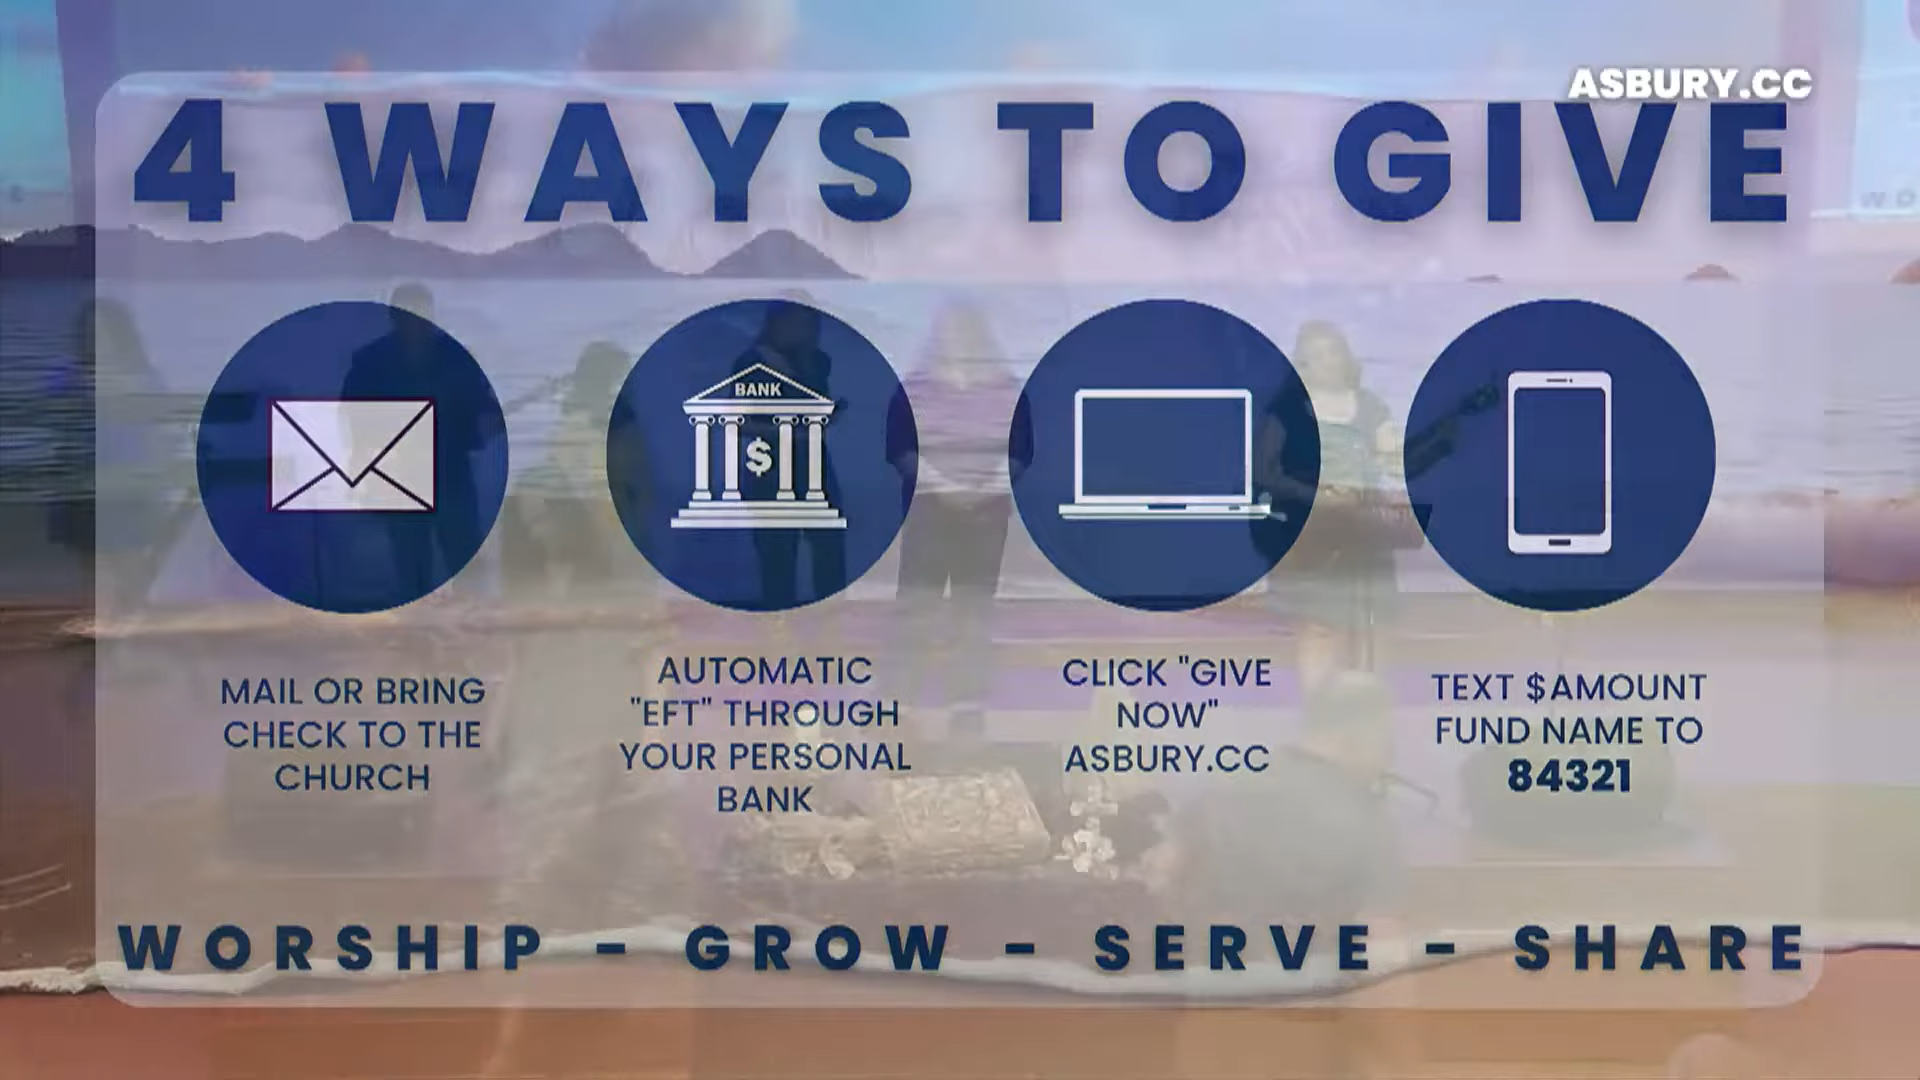 ASBURY.CC
4 WAYS TO GIVE
BANK
$
MAIL OR BRING
CHECK TO THE
CHURCH
AUTOMATIC
"EFT" THROUGH
YOUR PERSONAL
BANK
CLICK "GIVE
NOW"
ASBURY.CC
TEXT $AMOUNT
FUND NAME TO
84321
WORSHIP - GROW - SERVE - SHARE